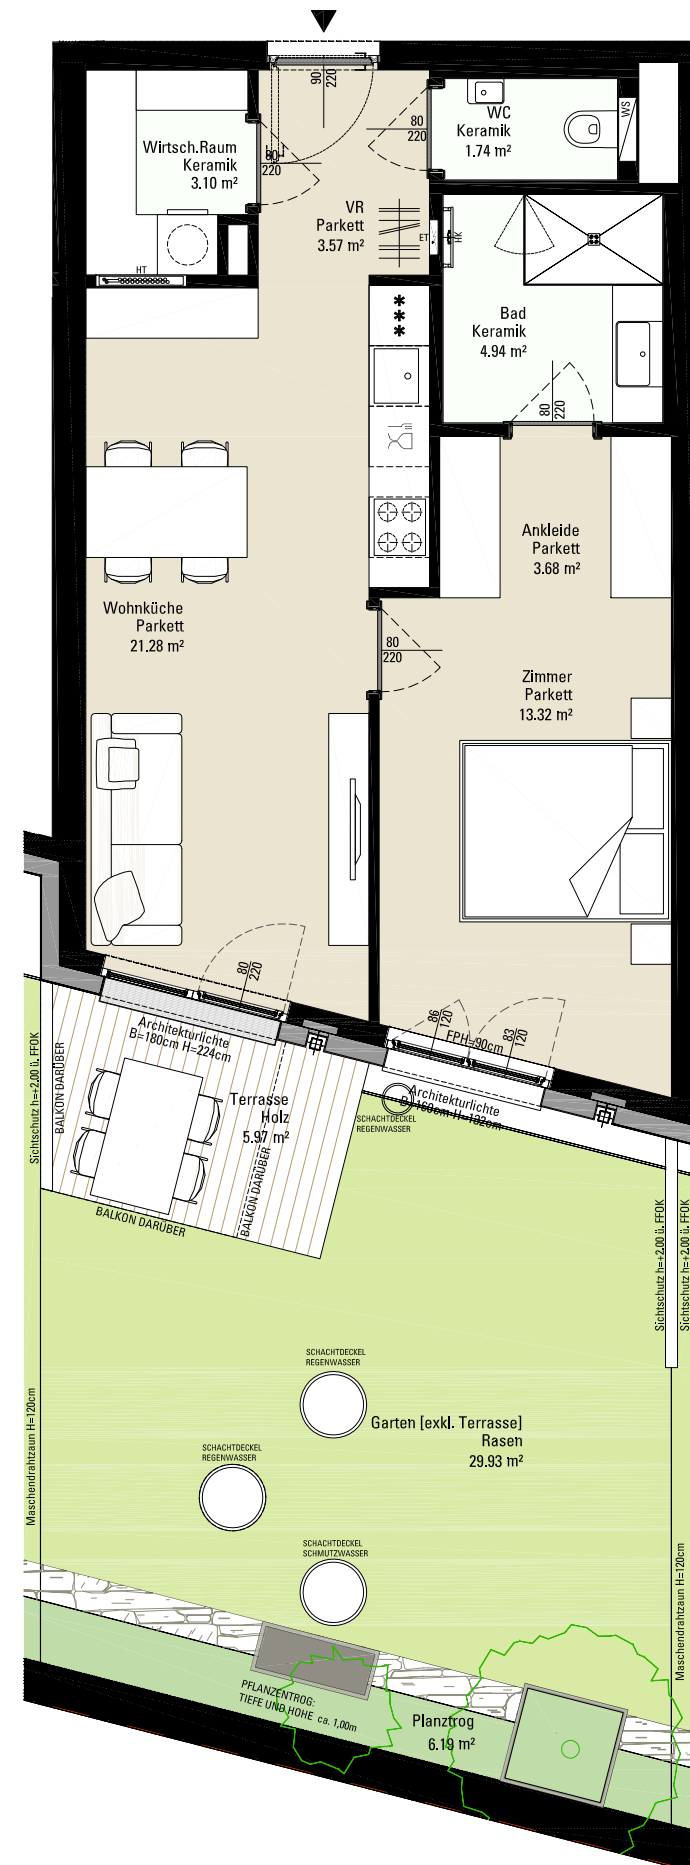 90
220
WC
Keramik
1.74 m²
WS
Wirtsch.Raum
Keramik
3.10 m²
80
220
80
220
VR
Parkett
3.57 m²
ET
HK
HT
Bad
Keramik
4.94 m²
80
220
Ankleide
Parkett
3.68 m²
Wohnküche
Parkett
21.28 m²
80
220
Zimmer
Parkett
13.32 m²
80
220
86
120
FPH=90cm
83
120
Architekturlichte
B=180cm H=224cm
Architekturlichte
B=160cm H=192cm
SCHACHTDECKEL
REGENWASSER
Terrasse
Holz
5.97 m²
BALKON DARÜBER
BALKON DARÜBER
BALKON DARÜBER
Sichtschutz h=+2,00 ü. FFOK
Sichtschutz h=+2,00 ü. FFOK
Sichtschutz h=+2,00 ü. FFOK
SCHACHTDECKEL
REGENWASSER
Garten [exkl. Terrasse]
Rasen
29.93 m²
SCHACHTDECKEL
REGENWASSER
SCHACHTDECKEL
SCHMUTZWASSER
Maschendrahtzaun H=120cm
Maschendrahtzaun H=120cm
PFLANZENTROG:
TIEFE UND HÖHE ca. 1,00m
Planztrog
6.19 m²